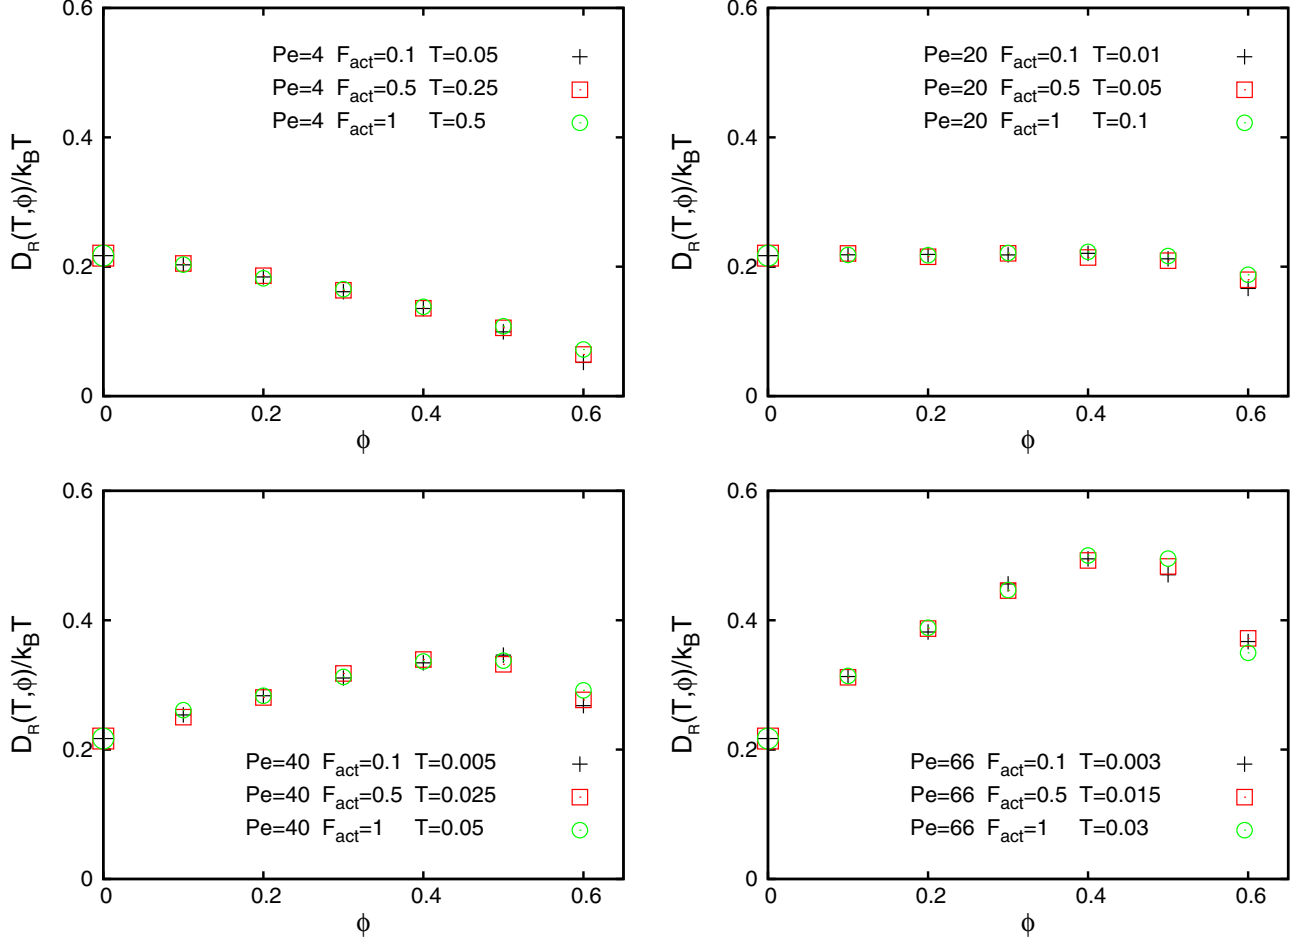 0.6
0.4
0.2
0
D_R(T,ϕ)/k_BT
Pe=4 F_act=0.1 T=0.05
Pe=4 F_act=0.5 T=0.25
Pe=4 F_act=1 T=0.5
0 0.2 0.4 0.6
ϕ
0.6
0.4
0.2
0
D_R(T,ϕ)/k_BT
Pe=20 F_act=0.1 T=0.01
Pe=20 F_act=0.5 T=0.05
Pe=20 F_act=1 T=0.1
0 0.2 0.4 0.6
ϕ
0.6
0.4
0.2
0
D_R(T,ϕ)/k_BT
Pe=40 F_act=0.1 T=0.005
Pe=40 F_act=0.5 T=0.025
Pe=40 F_act=1 T=0.05
0 0.2 0.4 0.6
ϕ
0.6
0.4
0.2
0
D_R(T,ϕ)/k_BT
Pe=66 F_act=0.1 T=0.003
Pe=66 F_act=0.5 T=0.015
Pe=66 F_act=1 T=0.03
0 0.2 0.4 0.6
ϕ